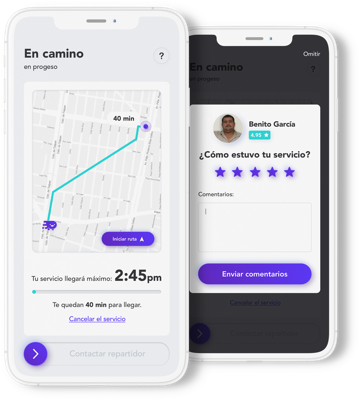 En camino
en progeso
?
40 min
Iniciar ruta
Tu servicio llegará máximo: 2:45pm
Te quedan 40 min para llegar.
Cancelar el servicio
Contactar repartidor
Omitir
En camino
en progeso
?
Benito García
4.95
¿Cómo estuvo tu servicio?
Comentarios:
Enviar comentarios
Cancelar el servicio
Contactar repartidor